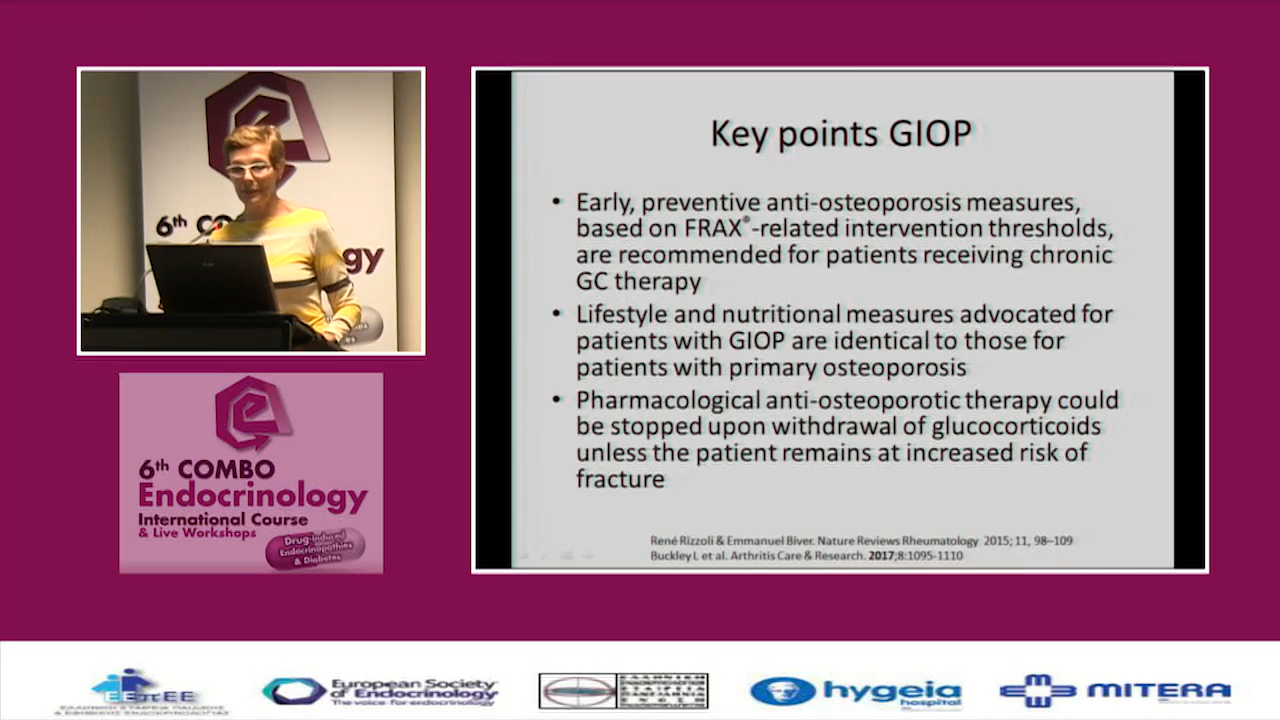 6th CO
gy
6th COMBO
Endocrinology
International Course
& Live Workshops
Drug-induced
Endocrinopathies
& Diabetes
Key points GIOP
• Early, preventive anti-osteoporosis measures,
based on FRAX®-related intervention thresholds,
are recommended for patients receiving chronic
GC therapy
• Lifestyle and nutritional measures advocated for
patients with GIOP are identical to those for
patients with primary osteoporosis
• Pharmacological anti-osteoporotic therapy could
be stopped upon withdrawal of glucocorticoids
unless the patient remains at increased risk of
fracture
René Rizzoli & Emmanuel Biver. Nature Reviews Rheumatology 2015; 11, 98–109
Buckley L et al. Arthritis Care & Research. 2017;8:1095-1110
ΕΕπΕΕ
European Society
of Endocrinology
The voice for endocrinology
hygeia
hospital
MITERA